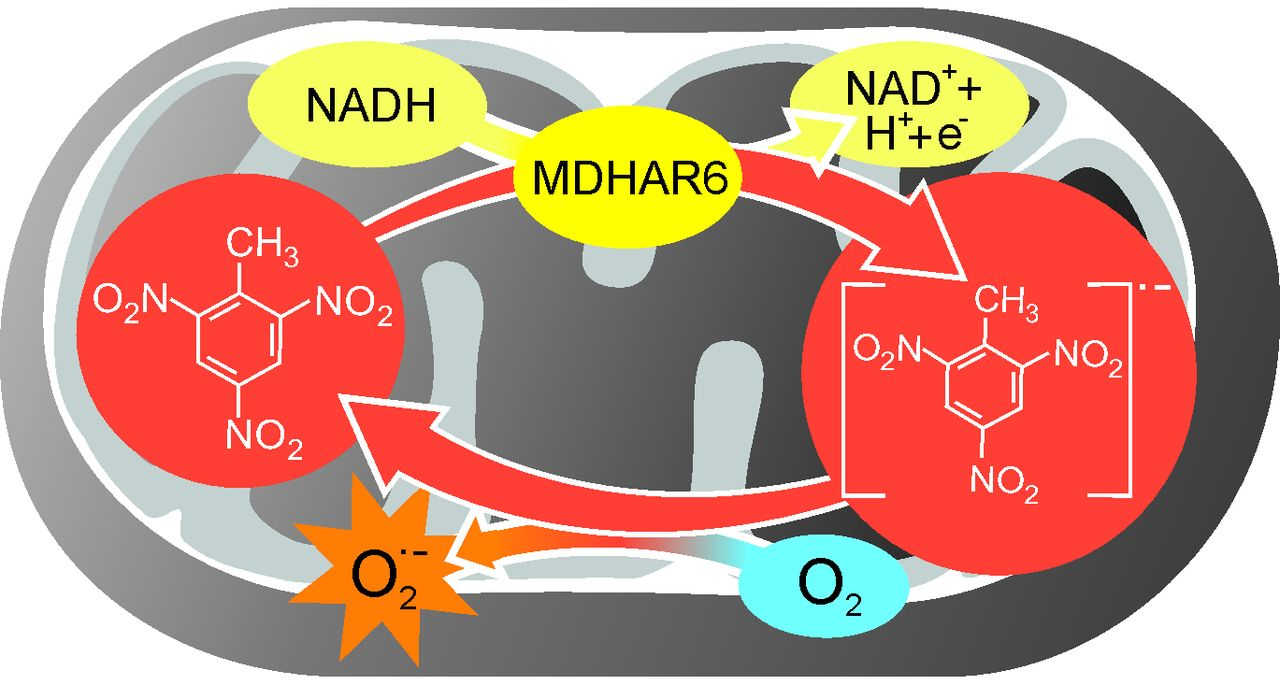 NADH
NAD⁺+
H⁺+e⁻
MDHAR6
CH₃
O₂N
NO₂
NO₂
CH₃
O₂N
NO₂
NO₂
·−
O₂·−
O₂